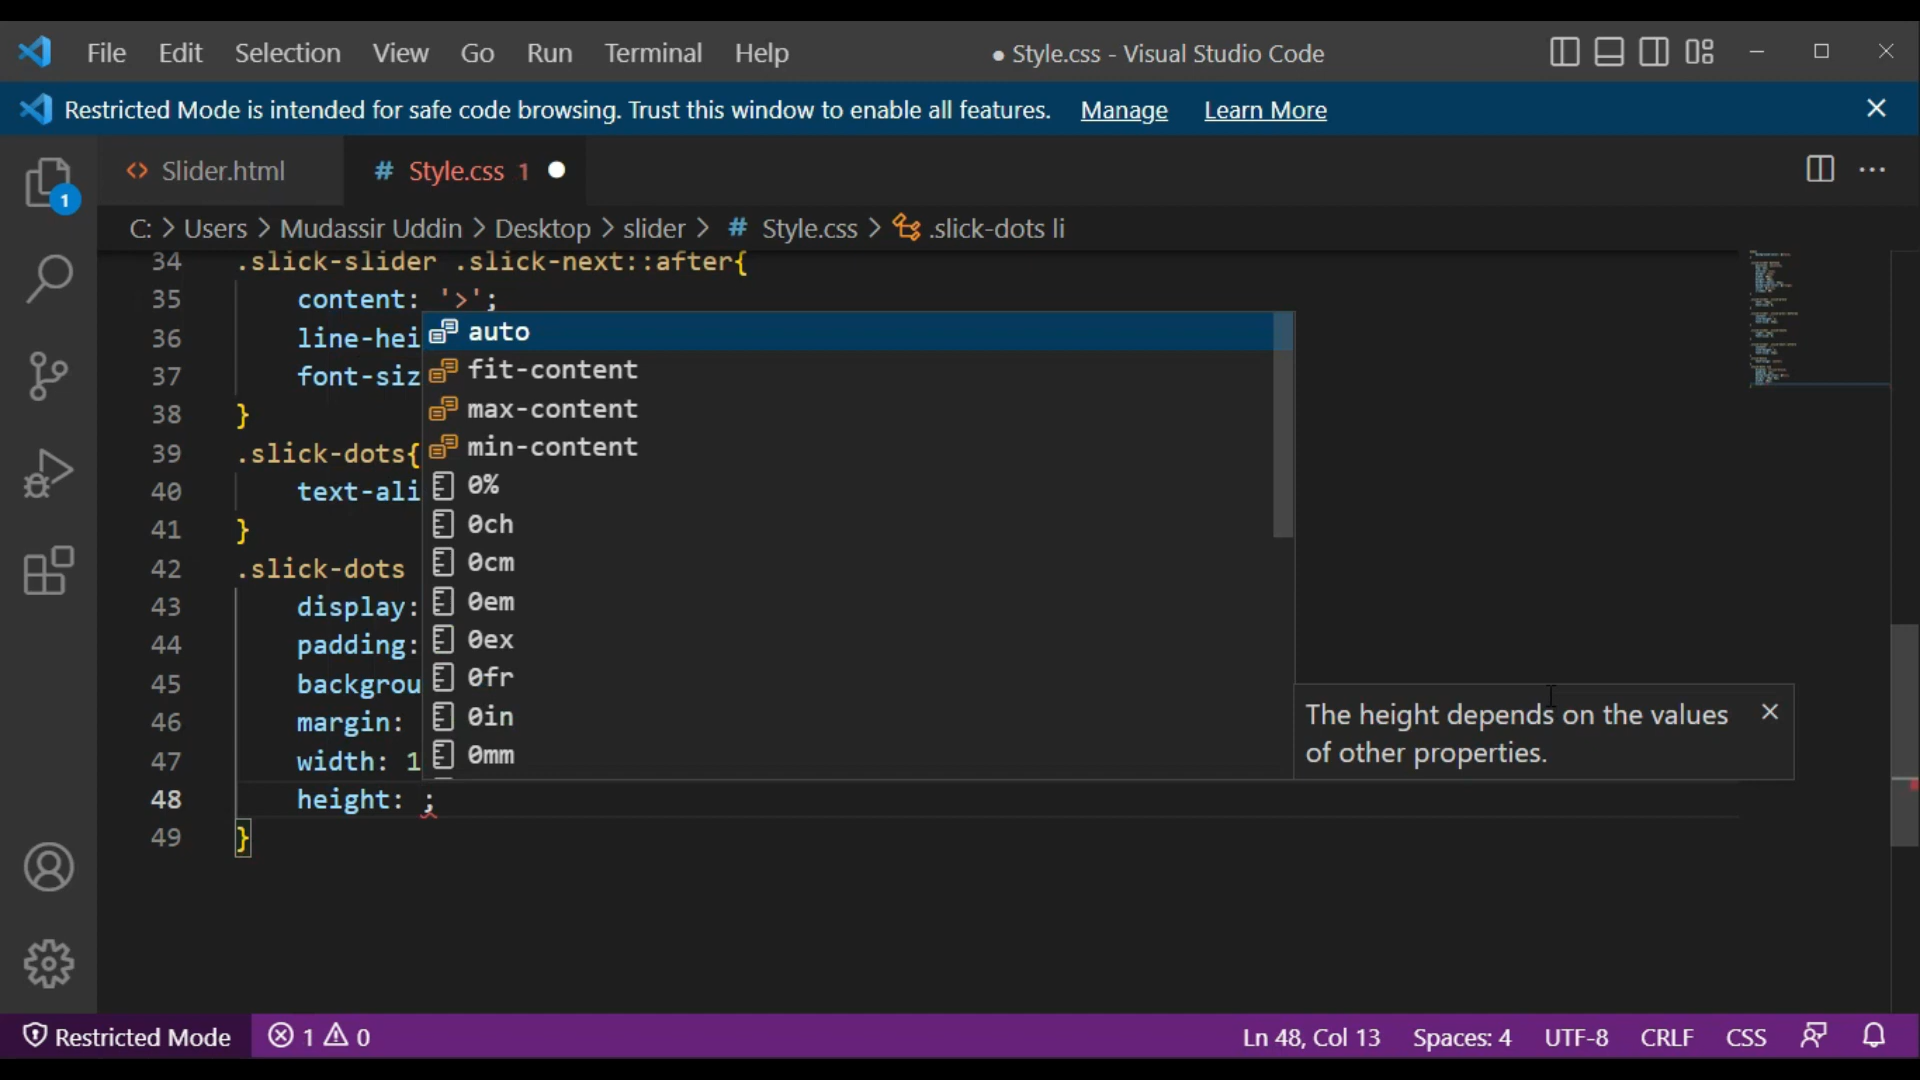 File Edit Selection View Go Run Terminal Help ● Style.css - Visual Studio Code
Restricted Mode is intended for safe code browsing. Trust this window to enable all features. Manage Learn More
Slider.html # Style.css 1
C: > Users > Mudassir Uddin > Desktop > slider > # Style.css > .slick-dots li
34 .slick-slider .slick-next::after{
35 content: '>';
36 line-hei
37 font-siz
38 }
39 .slick-dots{
40 text-ali
41 }
42 .slick-dots
43 display:
44 padding:
45 backgrou
46 margin:
47 width: 1
48 height: ;
49 }
auto
fit-content
max-content
min-content
0%
0ch
0cm
0em
0ex
0fr
0in
0mm
The height depends on the values
of other properties.
1
Restricted Mode 1 0 Ln 48, Col 13 Spaces: 4 UTF-8 CRLF CSS